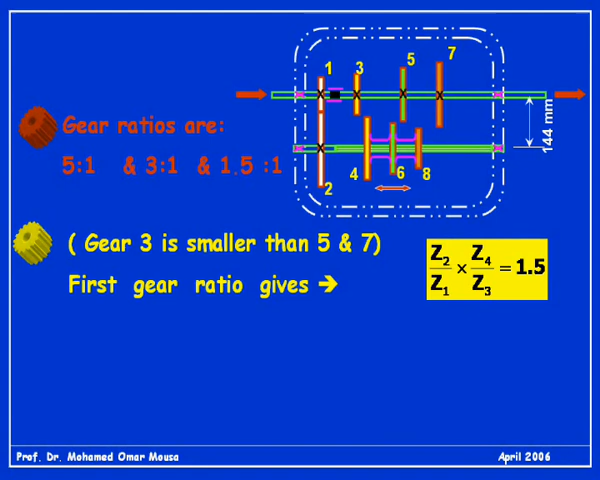 1
3
5
7
144 mm
Gear ratios are:
5:1 & 3:1 & 1.5 :1
4
6
8
2
( Gear 3 is smaller than 5 & 7)
First gear ratio gives ➔
Z₂/Z₁ × Z₄/Z₃ = 1.5
Prof. Dr. Mohamed Omar Mousa
April 2006